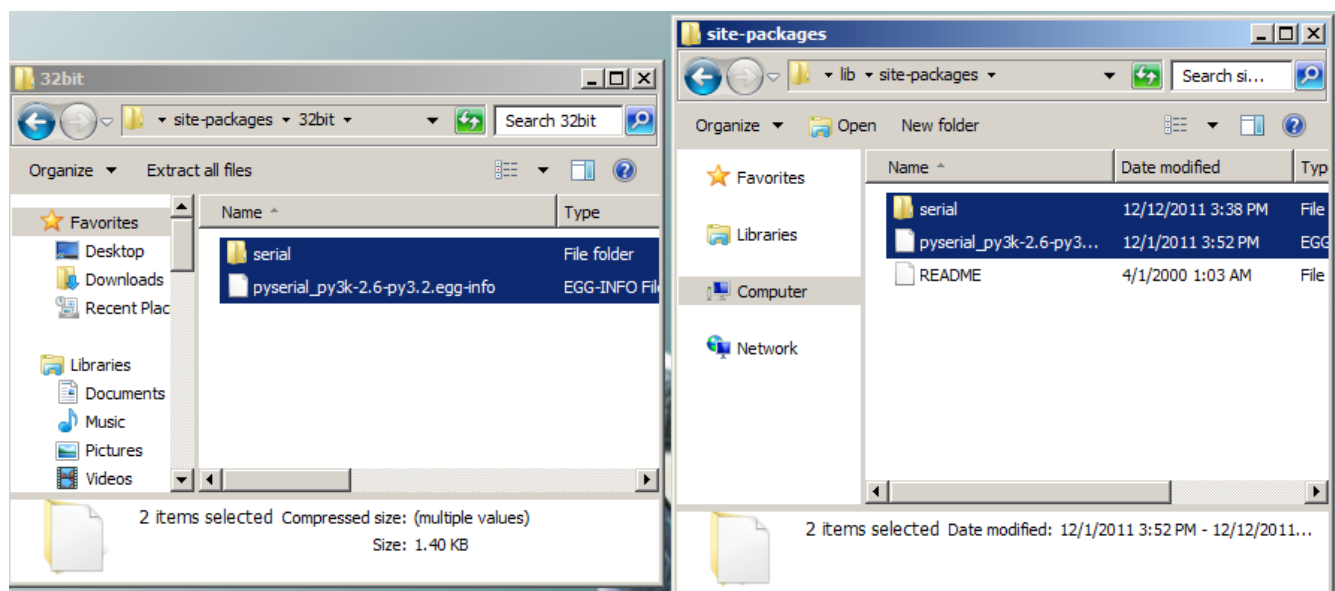 32bit
site-packages 32bit
Search 32bit
Organize
Extract all files
Favorites
Desktop
Downloads
Recent Plac
Libraries
Documents
Music
Pictures
Videos
Name
Type
serial
File folder
pyserial_py3k-2.6-py3.2.egg-info
EGG-INFO File
2 items selected Compressed size: (multiple values)
Size: 1.40 KB
site-packages
lib site-packages
Search si...
Organize
Open
New folder
Favorites
Libraries
Computer
Network
Name
Date modified
Typ
serial
12/12/2011 3:38 PM
File
pyserial_py3k-2.6-py3...
12/1/2011 3:52 PM
EGG
README
4/1/2000 1:03 AM
File
2 items selected Date modified: 12/1/2011 3:52 PM - 12/12/2011...